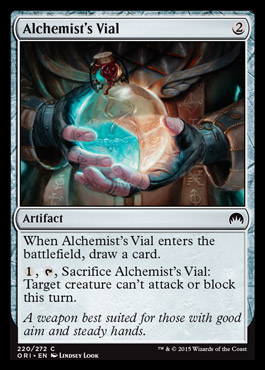 Alchemist's Vial 2
Artifact
When Alchemist's Vial enters the
battlefield, draw a card.
1, , Sacrifice Alchemist's Vial:
Target creature can't attack or block
this turn.
A weapon best suited for those with good
aim and steady hands.
220/272 C
ORI • EN LINDSEY LOOK
™ & © 2015 Wizards of the Coast